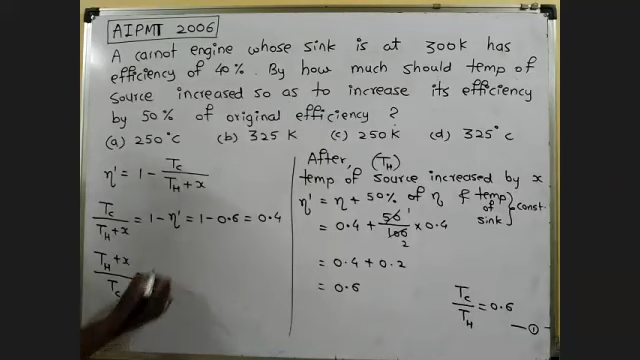 AIPMT 2006
A carnot engine whose sink is at 300k has
efficiency of 40%. By how much should temp of
source increased so as to increase its efficiency
by 50% of original efficiency ?
(a) 250°C (b) 325 K (c) 250K (d) 325°C
η' = 1 - Tc / (TH + x)
Tc / (TH + x) = 1 - η' = 1 - 0.6 = 0.4
TH + x / Tc
After, (TH)
temp of source increased by x
η' = η + 50% of η & temp of sink } const.
= 0.4 + 50/100 × 0.4
1
2
= 0.4 + 0.2
= 0.6
Tc / TH = 0.6 — ①